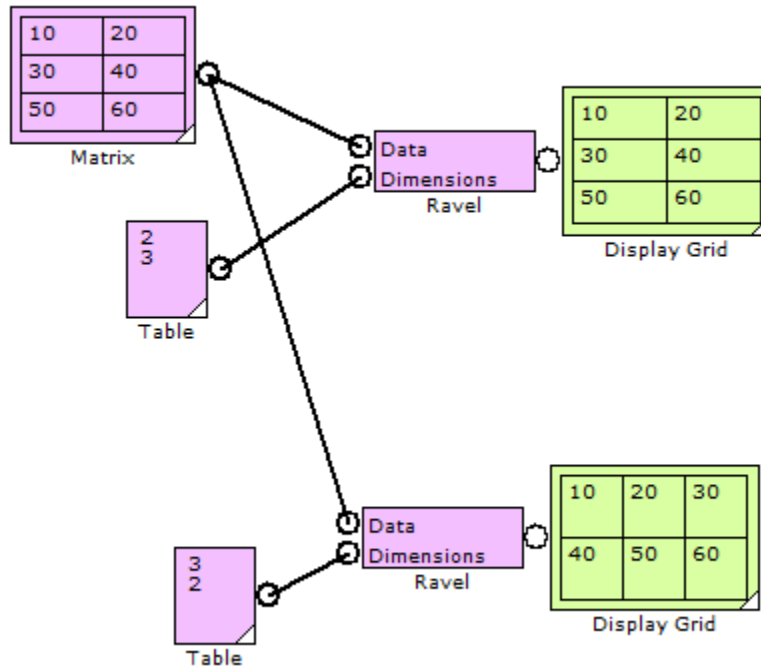 10 20
30 40
50 60
Matrix
Data
Dimensions
Ravel
10 20
30 40
50 60
Display Grid
2
3
Table
Data
Dimensions
Ravel
10 20 30
40 50 60
Display Grid
3
2
Table